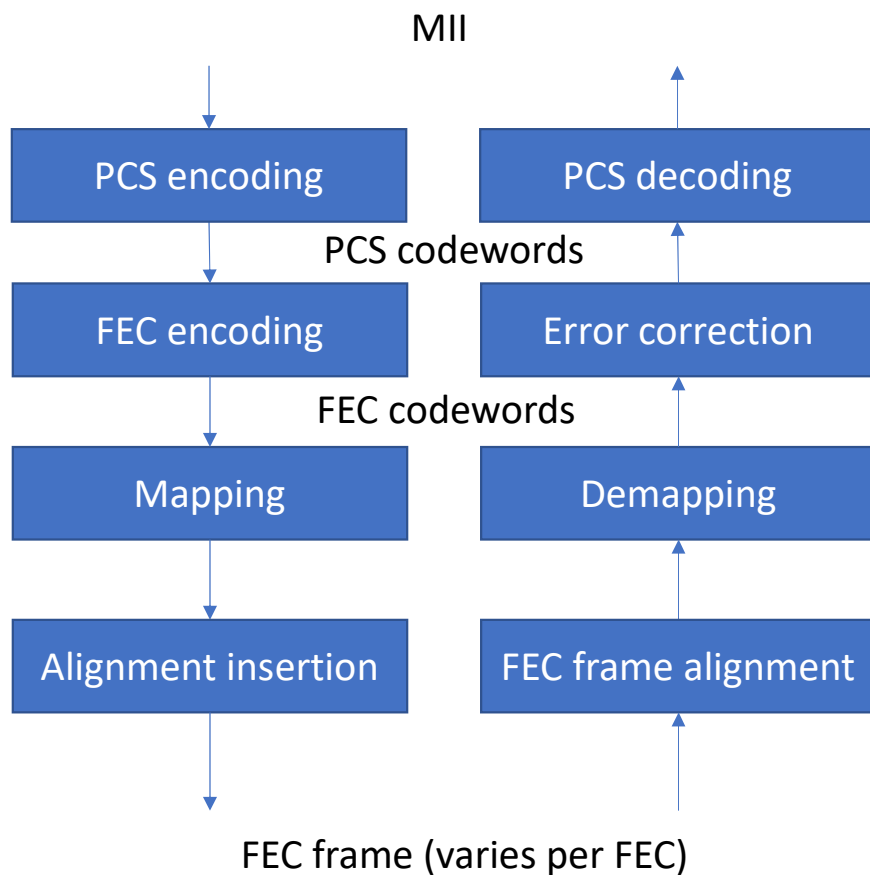 MII
PCS encoding
PCS decoding
PCS codewords
FEC encoding
Error correction
FEC codewords
Mapping
Demapping
Alignment insertion
FEC frame alignment
FEC frame (varies per FEC)